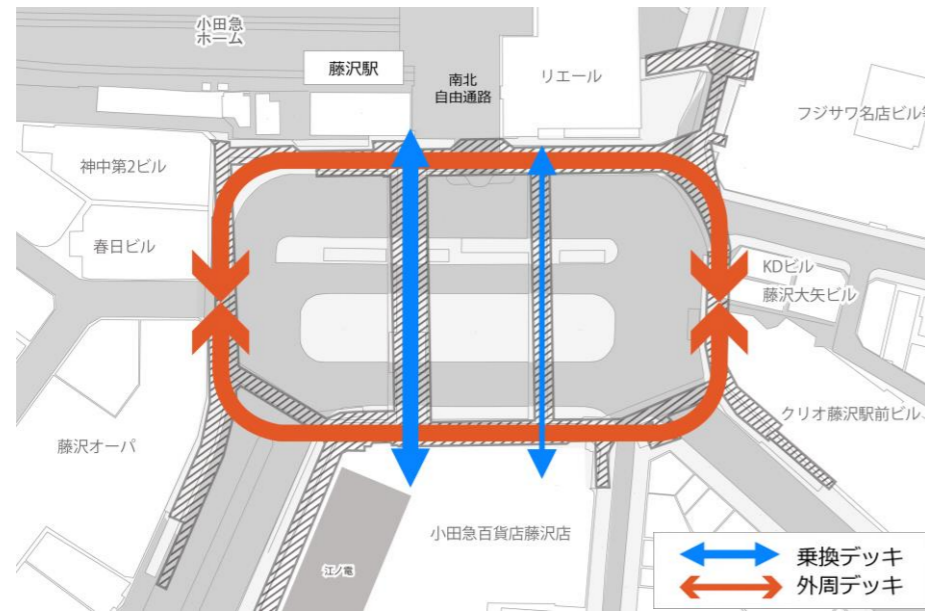 小田急
ホーム
藤沢駅
南北
自由通路
リエール
フジサワ名店ビル
神中第2ビル
春日ビル
KDビル
藤沢大矢ビル
クリオ藤沢駅前ビル
藤沢オーパ
小田急百貨店藤沢店
江ノ電
乗換デッキ
外周デッキ